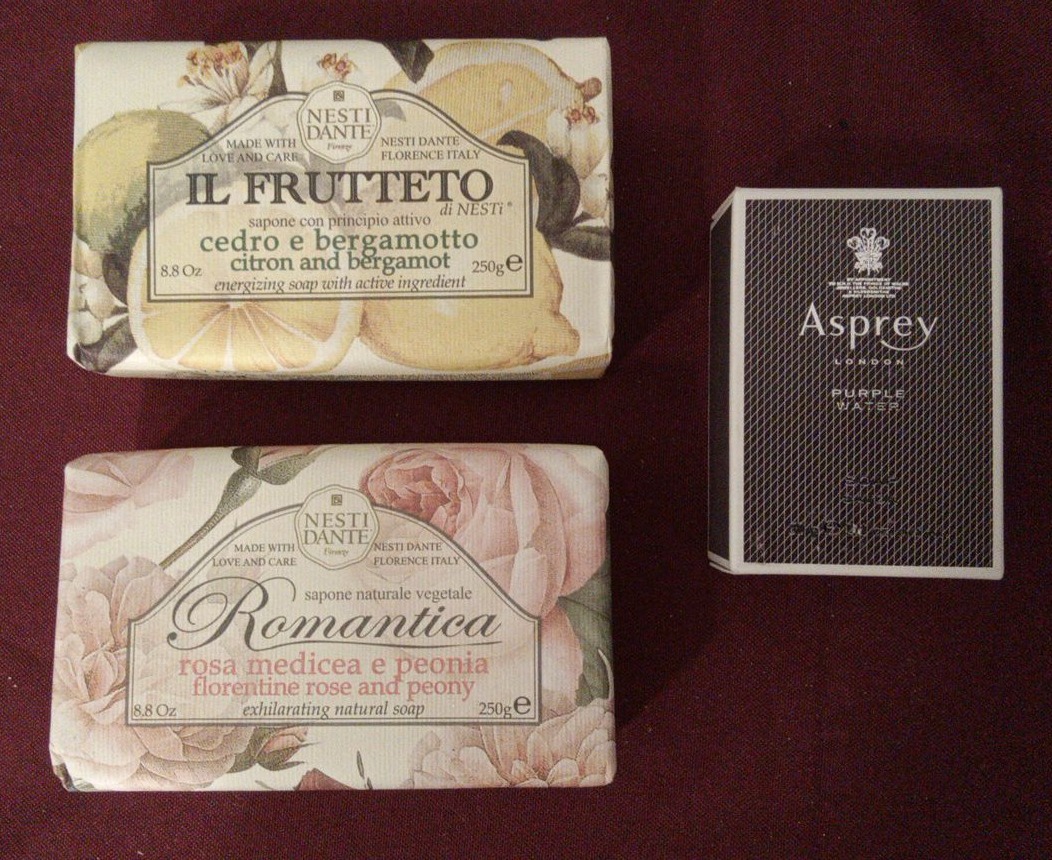 NESTI
DANTE
Firenze
MADE WITH
LOVE AND CARE
NESTI DANTE
FLORENCE ITALY
IL FRUTTETO
di NESTi®
sapone con principio attivo
cedro e bergamotto
citron and bergamot
8.8 Oz
250g℮
energizing soap with active ingredient
NESTI
DANTE
Firenze
MADE WITH
LOVE AND CARE
NESTI DANTE
FLORENCE ITALY
sapone naturale vegetale
Romantica
rosa medicea e peonia
florentine rose and peony
8.8 Oz
250g℮
exhilarating natural soap
Asprey
LONDON
PURPLE
WATER